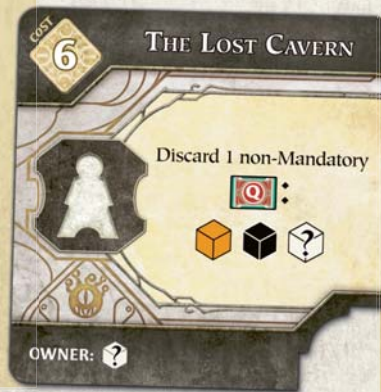 COST
6
THE LOST CAVERN
Discard 1 non-Mandatory
Q :
?
OWNER: ?